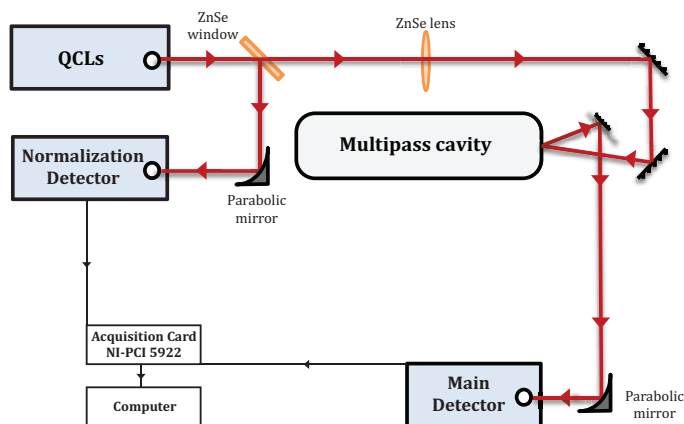 ZnSe
window
ZnSe lens
QCLs
Multipass cavity
Normalization
Detector
Parabolic
mirror
Acquisition Card
NI-PCI 5922
Computer
Main
Detector
Parabolic
mirror